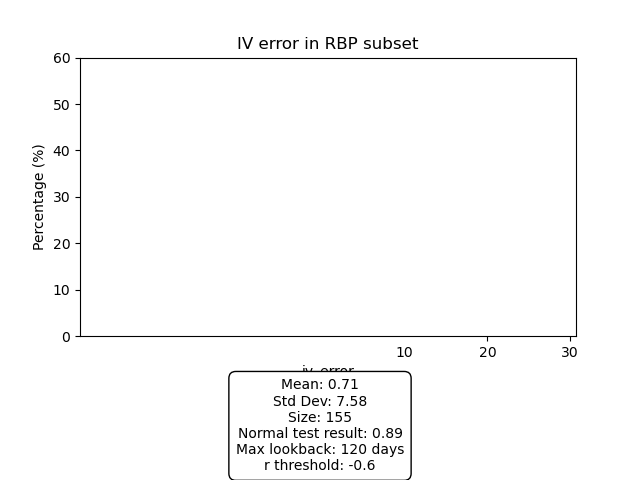 IV error in RBP subset
60
50
40
30
20
10
0
Percentage (%)
10 20 30
iv_error
Mean: 0.71
Std Dev: 7.58
Size: 155
Normal test result: 0.89
Max lookback: 120 days
r threshold: -0.6